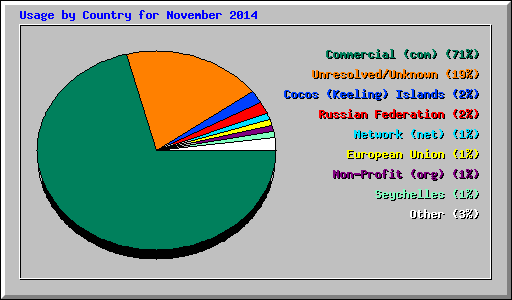 Usage by Country for November 2014
Commercial (com) (71%)
Unresolved/Unknown (19%)
Cocos (Keeling) Islands (2%)
Russian Federation (2%)
Network (net) (1%)
European Union (1%)
Non-Profit (org) (1%)
Seychelles (1%)
Other (3%)